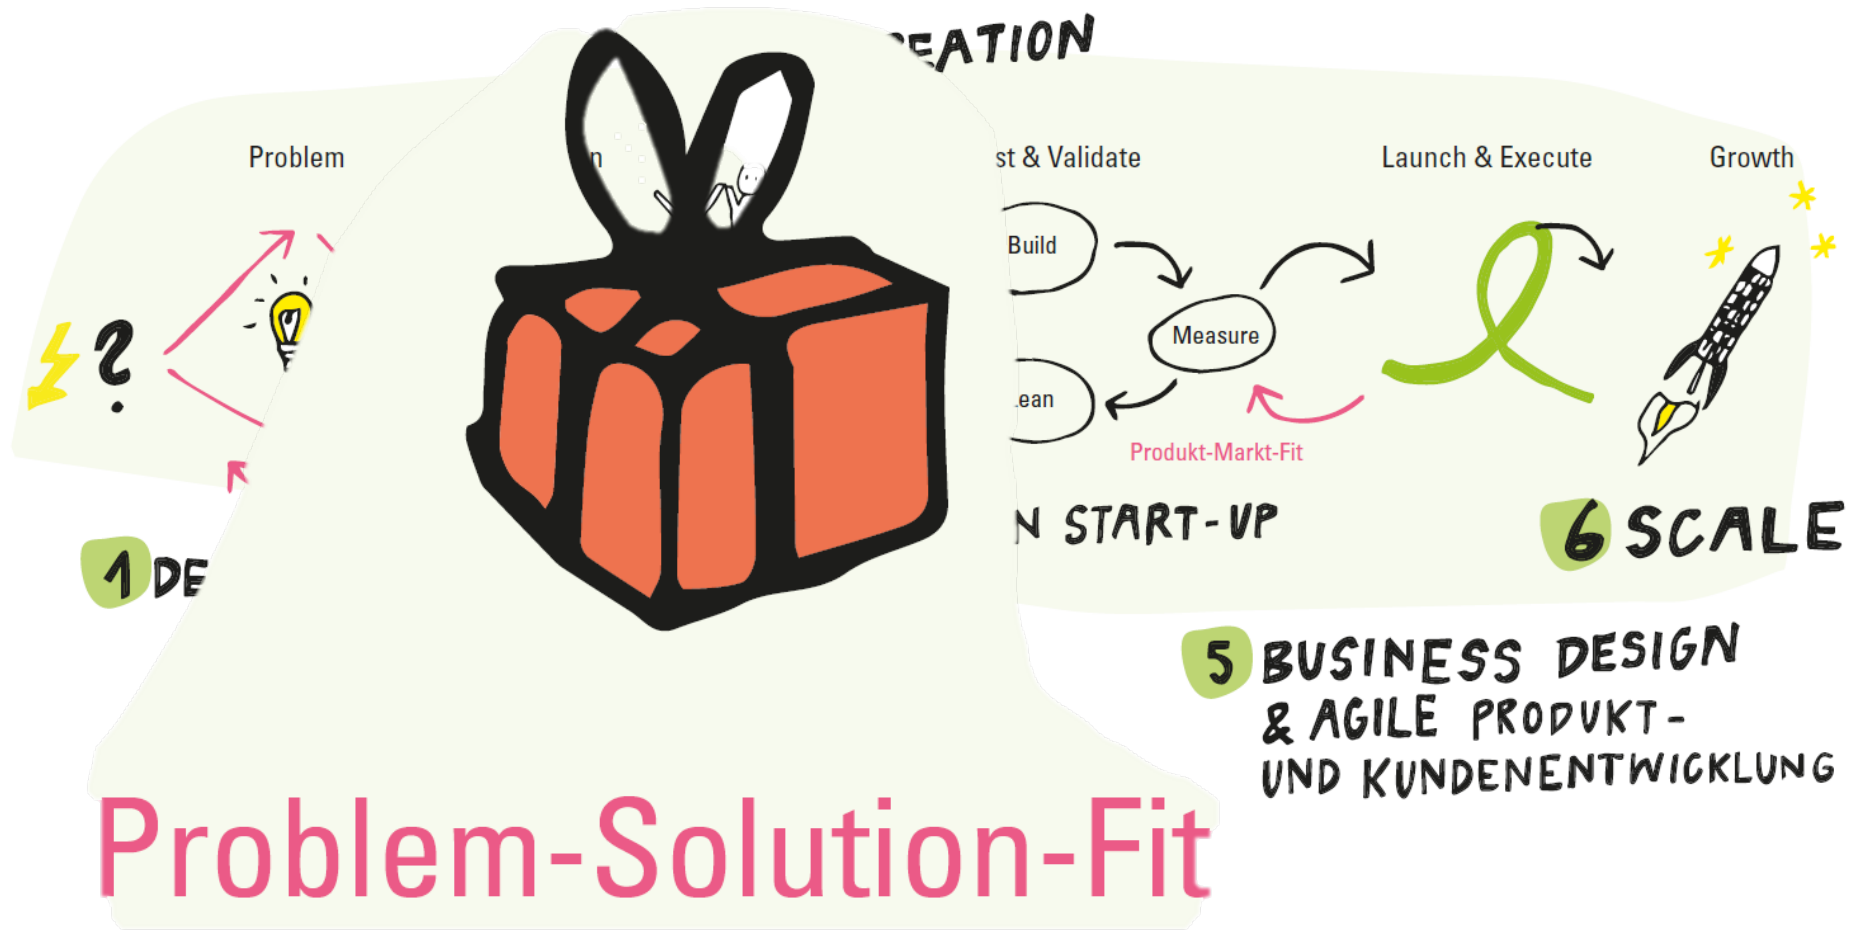 EATION
Problem
n
st & Validate
Launch & Execute
Growth
Build
Measure
ean
?
Produkt-Markt-Fit
N START-UP
6 SCALE
1 DE
5 BUSINESS DESIGN
& AGILE PRODUKT-
UND KUNDENENTWICKLUNG
Problem-Solution-Fit